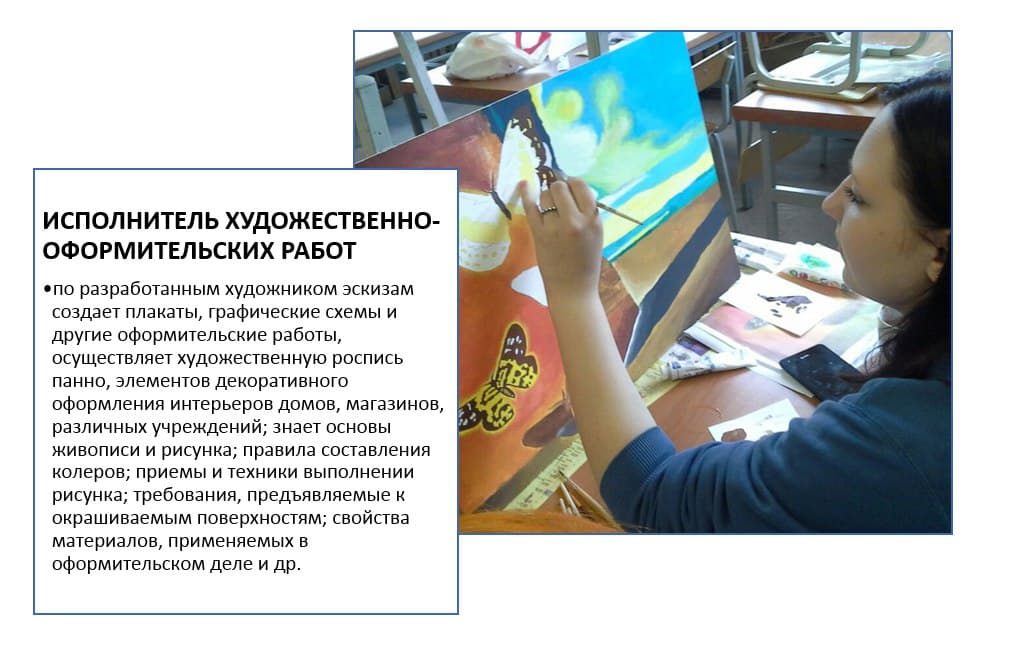 ИСПОЛНИТЕЛЬ ХУДОЖЕСТВЕННО-
ОФОРМИТЕЛЬСКИХ РАБОТ
•по разработанным художником эскизам
создает плакаты, графические схемы и
другие оформительские работы,
осуществляет художественную роспись
панно, элементов декоративного
оформления интерьеров домов, магазинов,
различных учреждений; знает основы
живописи и рисунка; правила составления
колеров; приемы и техники выполнении
рисунка; требования, предъявляемые к
окрашиваемым поверхностям; свойства
материалов, применяемых в
оформительском деле и др.